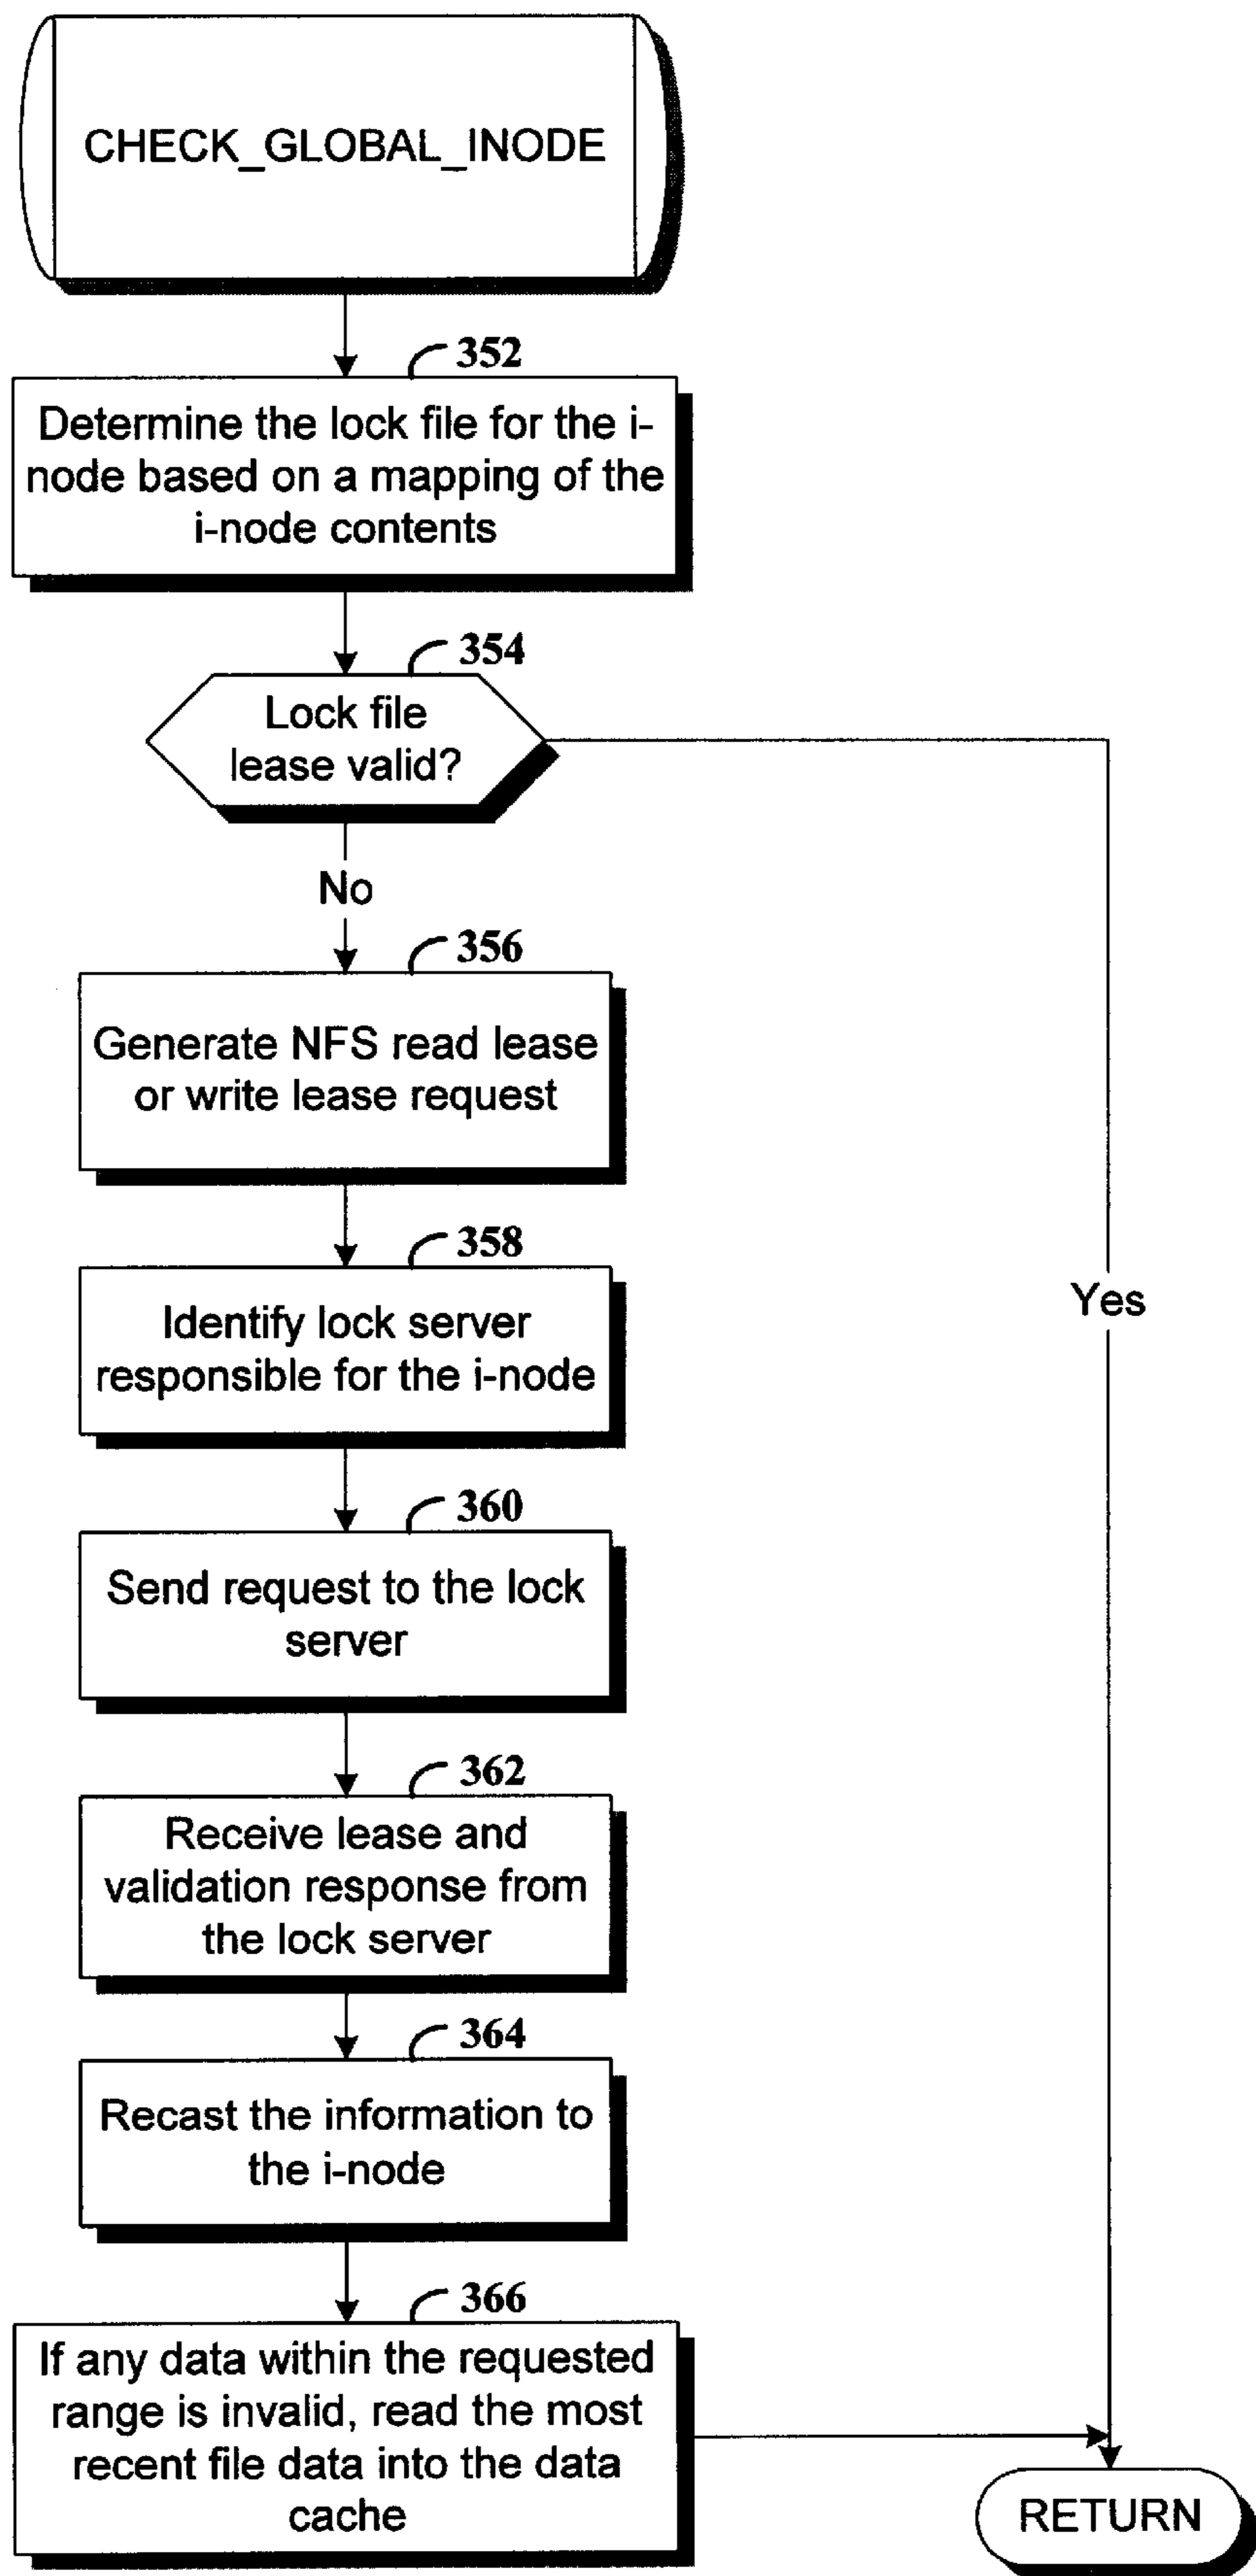 CHECK_GLOBAL_INODE
352
Determine the lock file for the i-
node based on a mapping of the
i-node contents
354
Lock file
lease valid?
No
356
Generate NFS read lease
or write lease request
358
Identify lock server
responsible for the i-node
Yes
360
Send request to the lock
server
362
Receive lease and
validation response from
the lock server
364
Recast the information to
the i-node
366
If any data within the requested
range is invalid, read the most
recent file data into the data
cache
RETURN